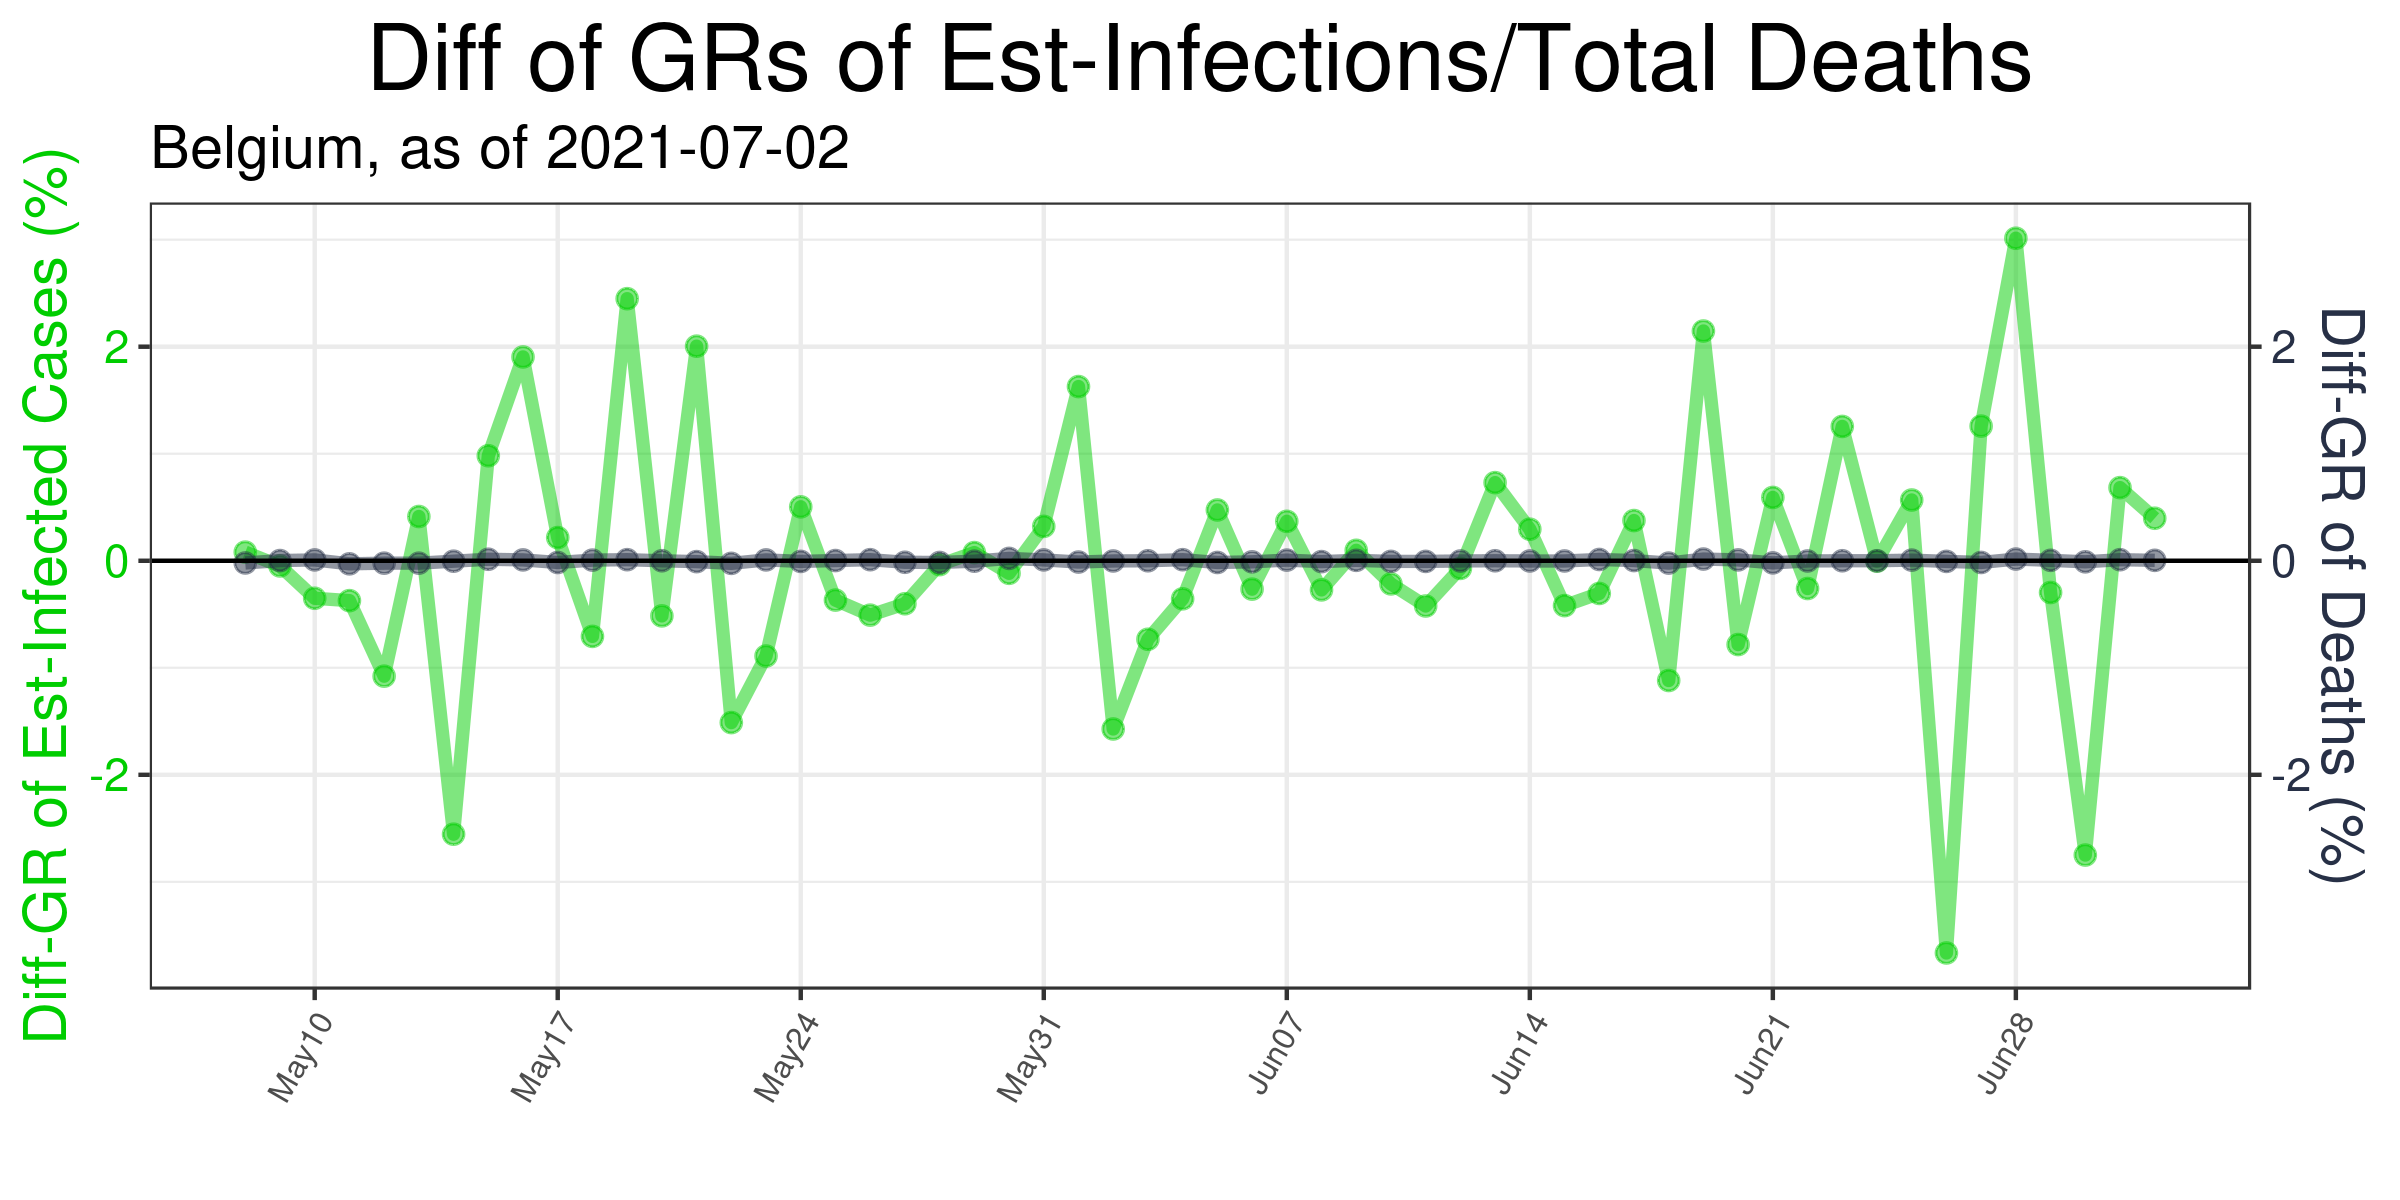 Diff of GRs of Est-Infections/Total Deaths
Belgium, as of 2021-07-02
Diff-GR of Est-Infected Cases (%)
2
0
-2
2
0
-2
Diff-GR of Deaths (%)
May10
May17
May24
May31
Jun07
Jun14
Jun21
Jun28